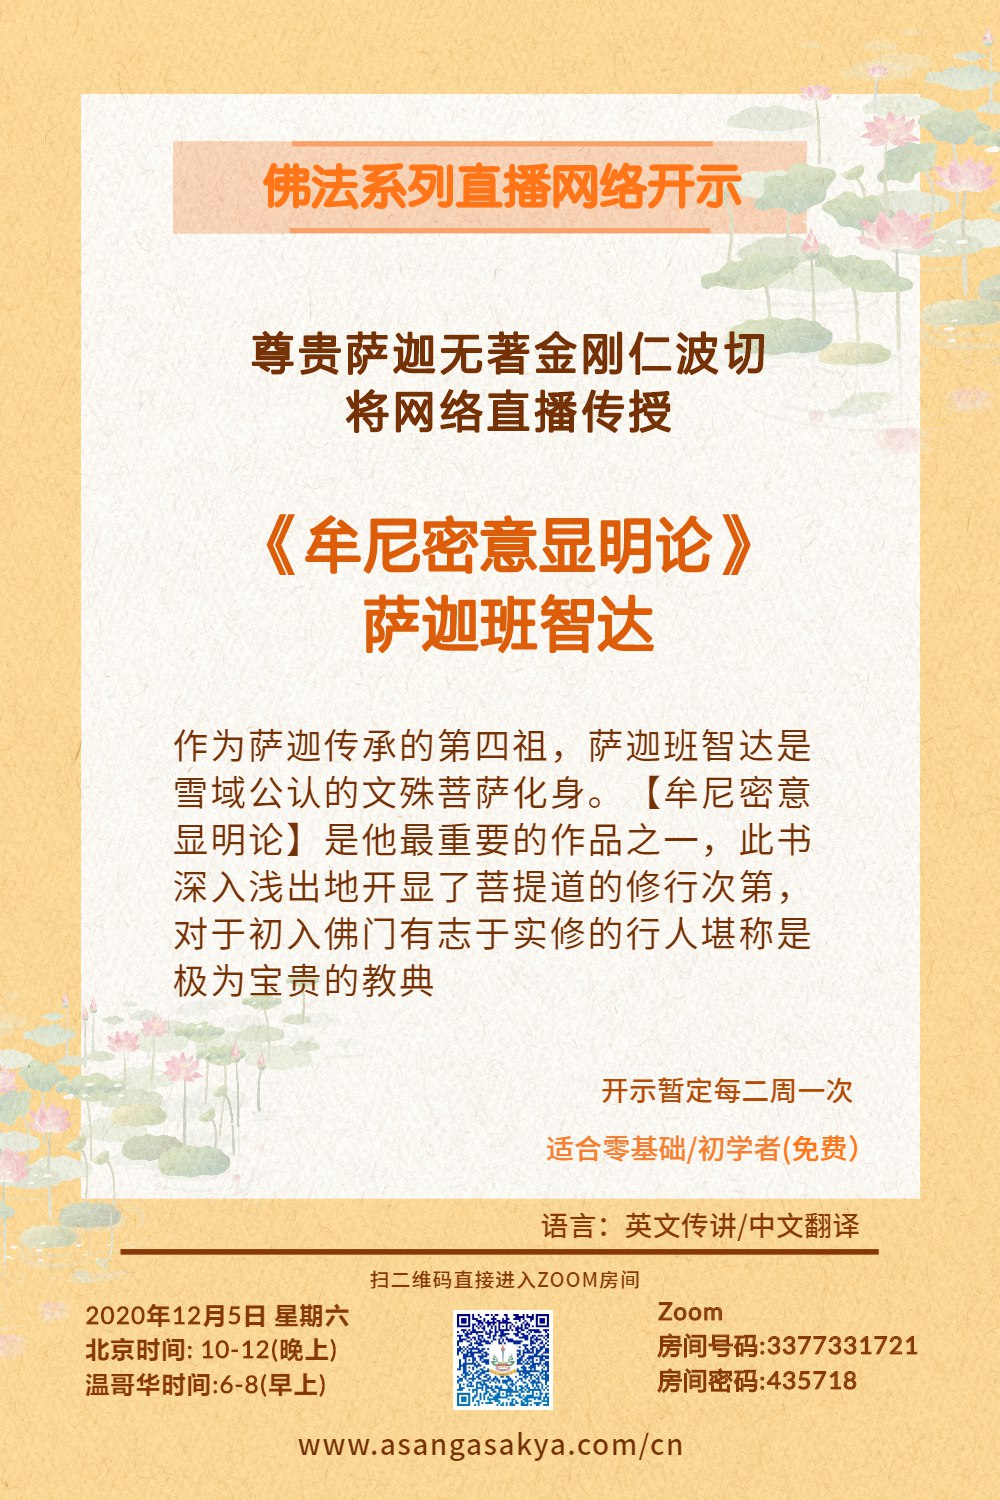 佛法系列直播网络开示
尊贵萨迦无著金刚仁波切
将网络直播传授
《牟尼密意显明论》
萨迦班智达
作为萨迦传承的第四祖，萨迦班智达是
雪域公认的文殊菩萨化身。【牟尼密意
显明论】是他最重要的作品之一，此书
深入浅出地开显了菩提道的修行次第，
对于初入佛门有志于实修的行人堪称是
极为宝贵的教典
开示暂定每二周一次
适合零基础/初学者(免费）
语言：英文传讲/中文翻译
扫二维码直接进入ZOOM房间
2020年12月5日 星期六
北京时间: 10-12(晚上)
温哥华时间:6-8(早上)
Zoom
房间号码:3377331721
房间密码:435718
www.asangasakya.com/cn